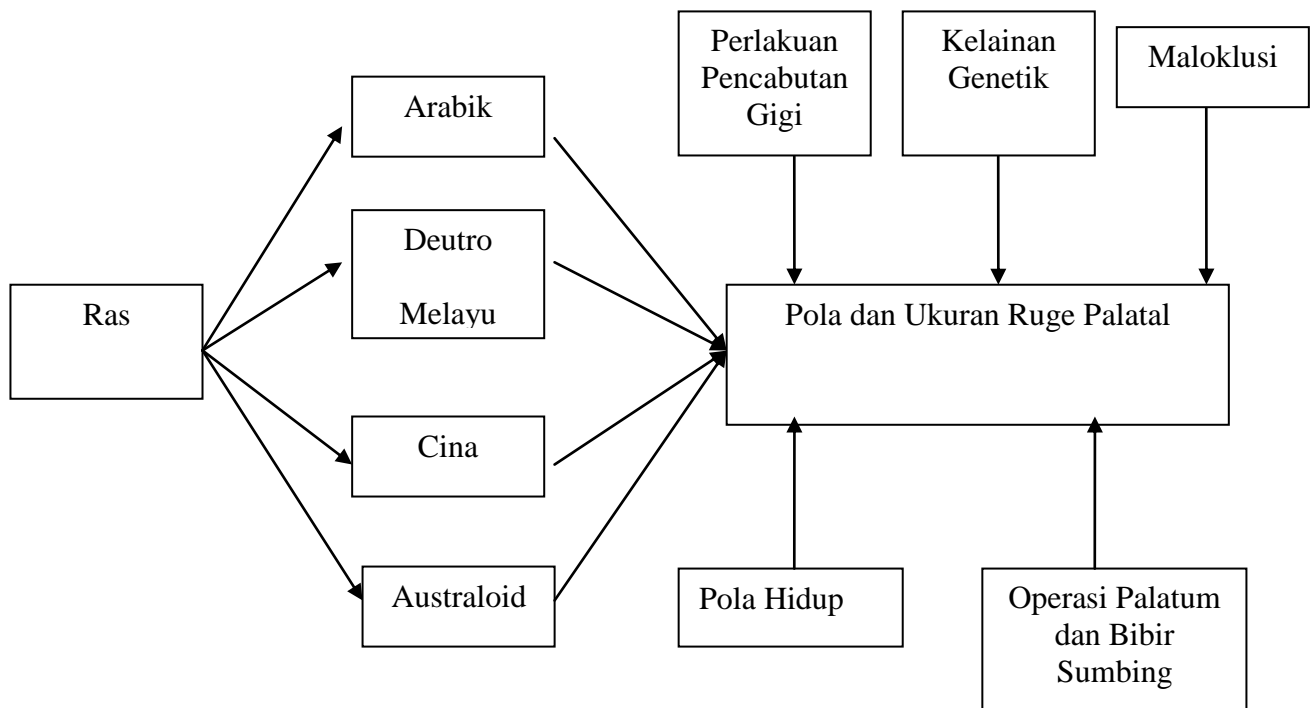 Perlakuan
Pencabutan
Gigi
Kelainan
Genetik
Maloklusi
Arabik
Deutro
Melayu
Ras
Pola dan Ukuran Ruge Palatal
Cina
Australoid
Pola Hidup
Operasi Palatum
dan Bibir
Sumbing